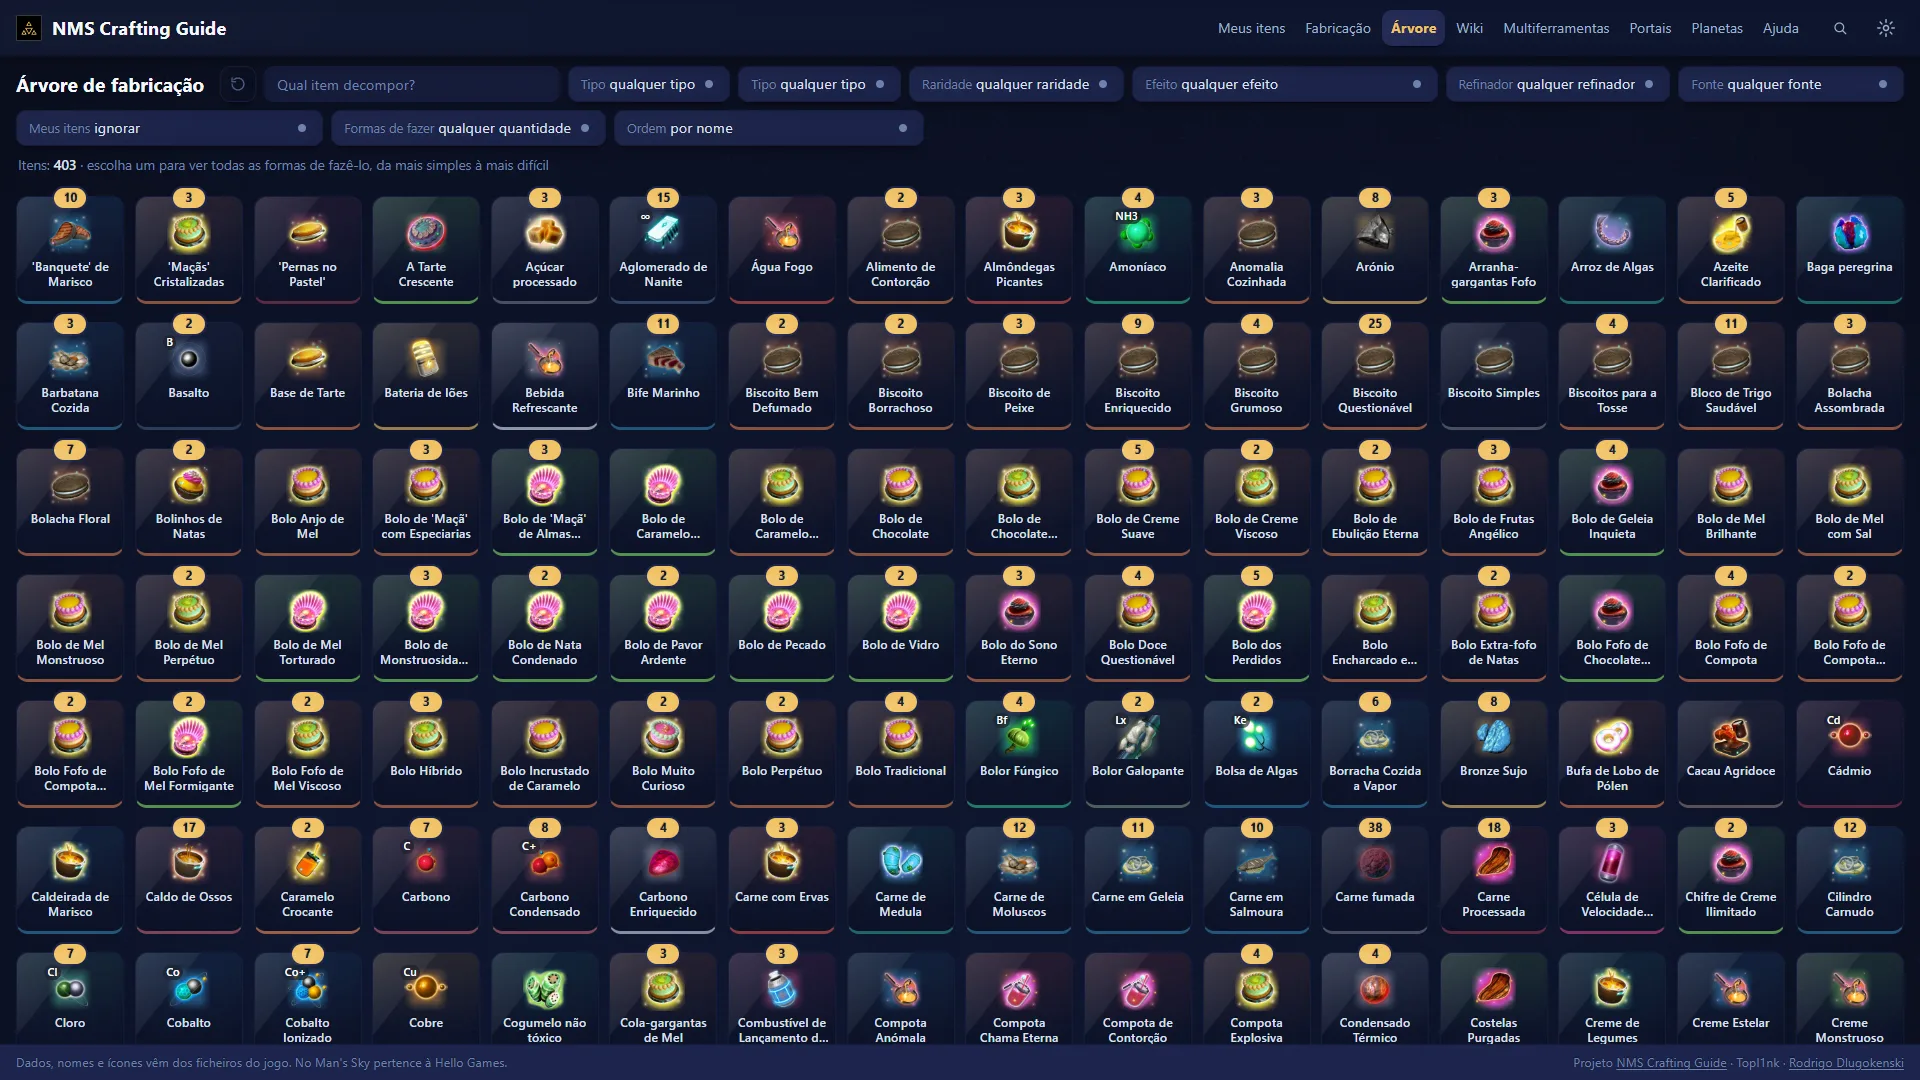 NMS Crafting Guide
Meus itens
Fabricação
Árvore
Wiki
Multiferramentas
Portais
Planetas
Ajuda
Árvore de fabricação
Qual item decompor?
Tipo qualquer tipo
Tipo qualquer tipo
Raridade qualquer raridade
Efeito qualquer efeito
Refinador qualquer refinador
Fonte qualquer fonte
Meus itens ignorar
Formas de fazer qualquer quantidade
Ordem por nome
Itens: 403 · escolha um para ver todas as formas de fazê-lo, da mais simples à mais difícil
10
'Banquete' de
Marisco
3
'Maçãs'
Cristalizadas
'Pernas no
Pastel'
A Tarte
Crescente
3
Açúcar
processado
15
∞
Aglomerado de
Nanite
Água Fogo
2
Alimento de
Contorção
3
Almôndegas
Picantes
4
NH3
Amoníaco
3
Anomalia
Cozinhada
8
Arónio
3
Arranha-
gargantas Fofo
Arroz de Algas
5
Azeite
Clarificado
Baga peregrina
3
Barbatana
Cozida
2
B
Basalto
Base de Tarte
Bateria de Iões
Bebida
Refrescante
11
Bife Marinho
2
Biscoito Bem
Defumado
2
Biscoito
Borrachoso
3
Biscoito de
Peixe
9
Biscoito
Enriquecido
4
Biscoito
Grumoso
25
Biscoito
Questionável
Biscoito Simples
4
Biscoitos para a
Tosse
11
Bloco de Trigo
Saudável
3
Bolacha
Assombrada
7
Bolacha Floral
2
Bolinhos de
Natas
Bolo Anjo de
Mel
3
Bolo de 'Maçã'
com Especiarias
3
Bolo de 'Maçã'
de Almas...
Bolo de
Caramelo...
Bolo de
Caramelo...
Bolo de
Chocolate
Bolo de
Chocolate...
5
Bolo de Creme
Suave
2
Bolo de Creme
Viscoso
2
Bolo de
Ebulição Eterna
3
Bolo de Frutas
Angélico
4
Bolo de Geleia
Inquieta
Bolo de Mel
Brilhante
Bolo de Mel
com Sal
Bolo de Mel
Monstruoso
2
Bolo de Mel
Perpétuo
Bolo de Mel
Torturado
3
Bolo de
Monstruosida...
2
Bolo de Nata
Condenado
2
Bolo de Pavor
Ardente
3
Bolo de Pecado
2
Bolo de Vidro
3
Bolo do Sono
Eterno
4
Bolo Doce
Questionável
5
Bolo dos
Perdidos
Bolo
Encharcado e...
2
Bolo Extra-fofo
de Natas
Bolo Fofo de
Chocolate...
4
Bolo Fofo de
Compota
2
Bolo Fofo de
Compota...
2
Bolo Fofo de
Compota...
2
Bolo Fofo de
Mel Formigante
2
Bolo Fofo de
Mel Viscoso
3
Bolo Híbrido
Bolo Incrustado
de Caramelo
2
Bolo Muito
Curioso
2
Bolo Perpétuo
4
Bolo Tradicional
4
Bf
Bolor Fúngico
2
Lx
Bolor Galopante
2
Ke
Bolsa de Algas
6
Borracha Cozida
a Vapor
8
Bronze Sujo
Bufa de Lobo de
Pólen
Cacau Agridoce
Cd
Cádmio
Caldeirada de
Marisco
17
Caldo de Ossos
2
Caramelo
Crocante
7
C
Carbono
8
C+
Carbono
Condensado
4
Carbono
Enriquecido
3
Carne com Ervas
Carne de
Medula
12
Carne de
Moluscos
11
Carne em Geleia
10
Carne em
Salmoura
38
Carne fumada
18
Carne
Processada
3
Célula de
Velocidade...
2
Chifre de Creme
Ilimitado
12
Cilindro
Carnudo
7
Cl
Cloro
Co
Cobalto
7
Co+
Cobalto
Ionizado
Cu
Cobre
Cogumelo não
tóxico
3
Cola-gargantas
de Mel
3
Combustível de
Lançamento d...
Compota
Anómala
Compota
Chama Eterna
Compota de
Contorção
4
Compota
Explosiva
4
Condensado
Térmico
Costelas
Purgadas
Creme de
Legumes
Creme Estelar
Creme
Monstruoso
Dados, nomes e ícones vêm dos ficheiros do jogo. No Man's Sky pertence à Hello Games.
Projeto NMS Crafting Guide · Topl1nk · Rodrigo Dlugokenski